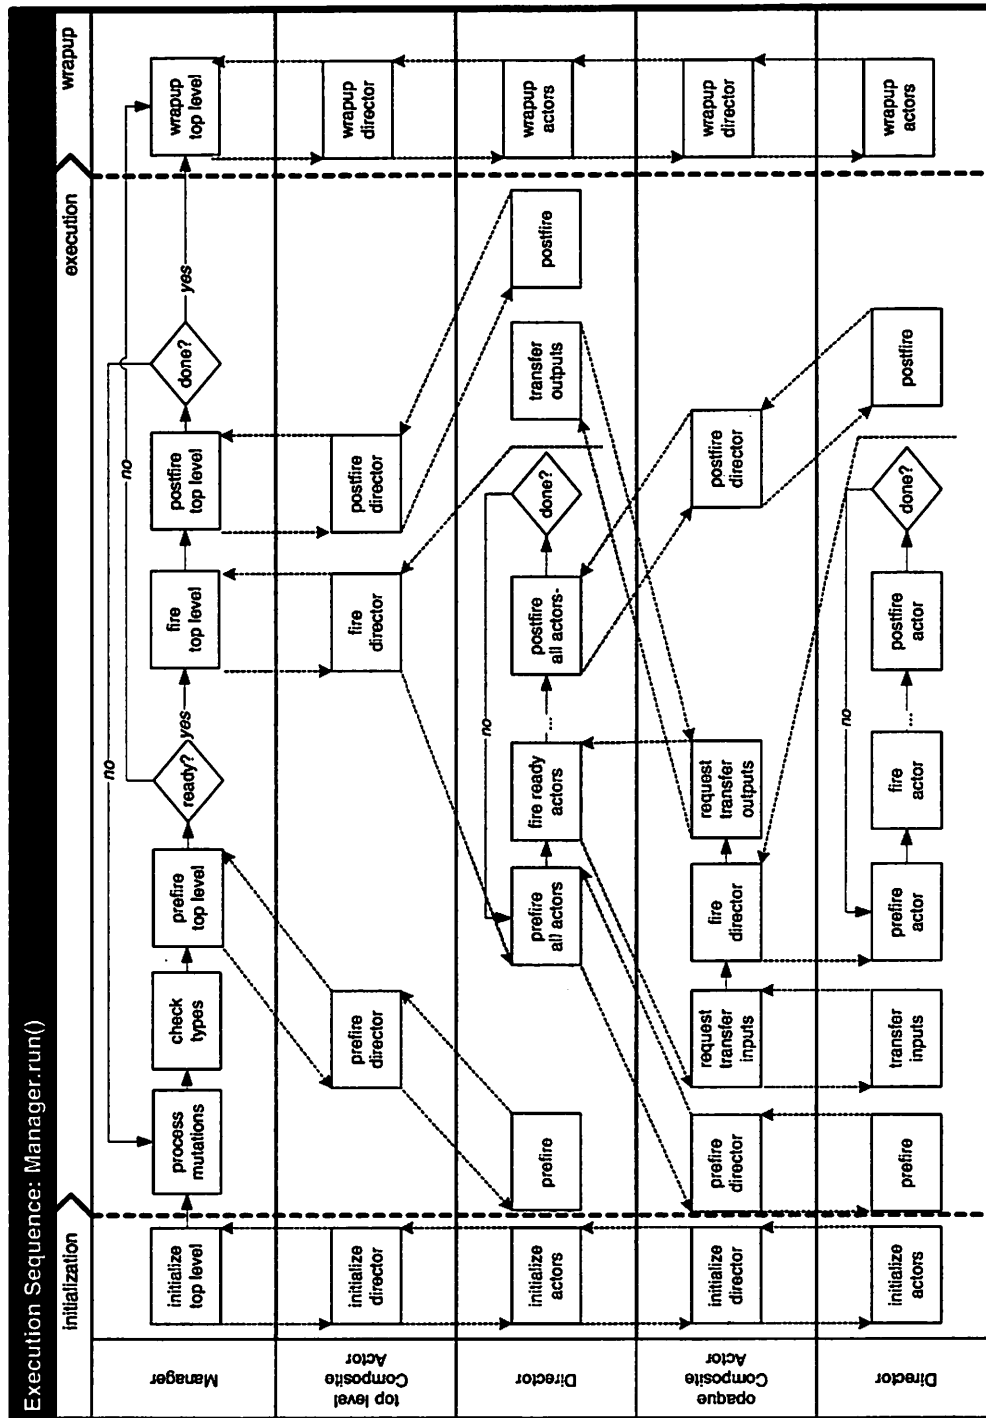 Execution Sequence: Manager.run()
initialization
execution
wrapup
Manager
initialize
top level
process
mutations
check
types
prefire
top level
ready?
yes
no
fire
top level
postfire
top level
done?
yes
no
wrapup
top level
top level
Composite
Actor
initialize
director
prefire
director
fire
director
postfire
director
wrapup
director
Director
initialize
actors
prefire
prefire
all actors
fire ready
actors
...
postfire
all actors-
done?
no
transfer
outputs
postfire
wrapup
actors
opaque
Composite
Actor
initialize
director
prefire
director
request
transfer
inputs
fire
director
request
transfer
outputs
postfire
director
wrapup
director
Director
initialize
actors
prefire
transfer
inputs
prefire
actor
fire
actor
...
postfire
actor
done?
no
postfire
wrapup
actors